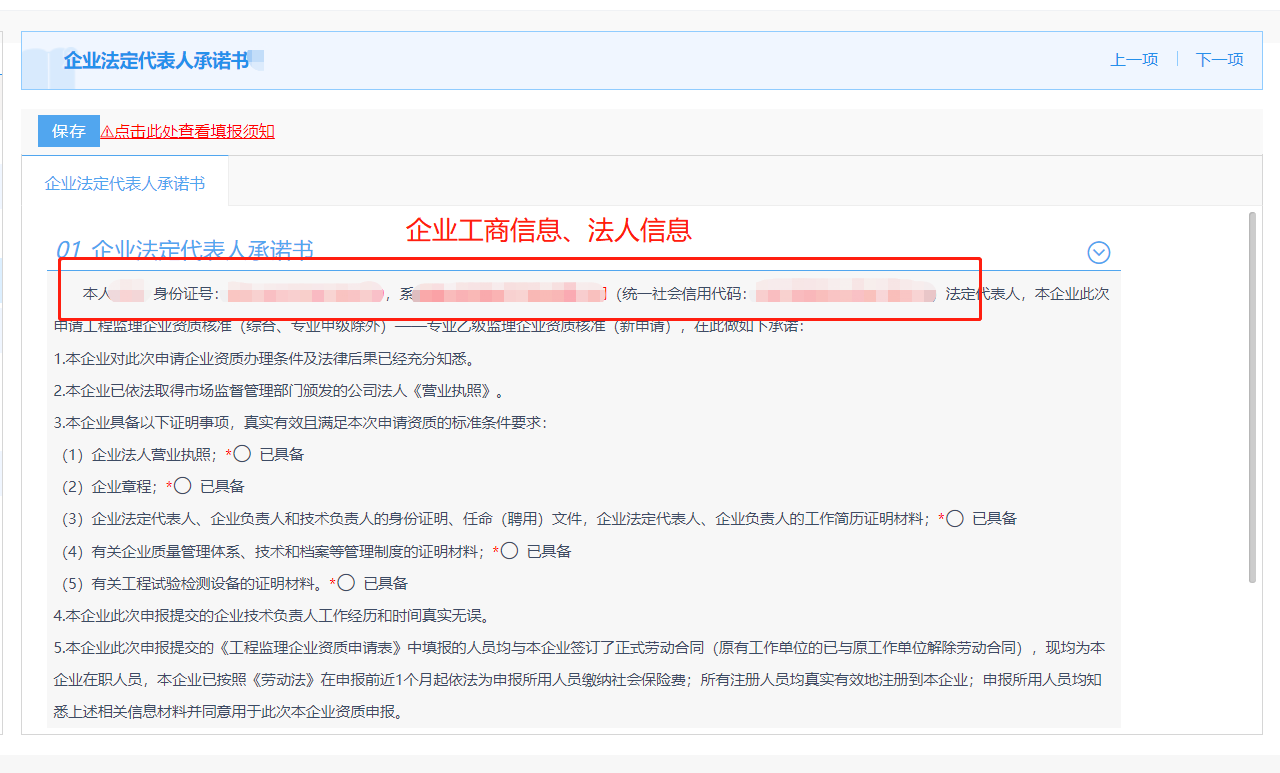 企业法定代表人承诺书
上一项
下一项
保存
⚠点击此处查看填报须知
企业法定代表人承诺书
企业工商信息、法人信息
01 企业法定代表人承诺书
本人 身份证号： ，系 （统一社会信用代码： 法定代表人，本企业此次
申请工程监理企业资质核准（综合、专业甲级除外）——专业乙级监理企业资质核准（新申请），在此做如下承诺：
1.本企业对此次申请企业资质办理条件及法律后果已经充分知悉。
2.本企业已依法取得市场监督管理部门颁发的公司法人《营业执照》。
3.本企业具备以下证明事项，真实有效且满足本次申请资质的标准条件要求：
（1）企业法人营业执照；*○ 已具备
（2）企业章程；*○ 已具备
（3）企业法定代表人、企业负责人和技术负责人的身份证明、任命（聘用）文件，企业法定代表人、企业负责人的工作简历证明材料；*○ 已具备
（4）有关企业质量管理体系、技术和档案等管理制度的证明材料；*○ 已具备
（5）有关工程试验检测设备的证明材料。*○ 已具备
4.本企业此次申报提交的企业技术负责人工作经历和时间真实无误。
5.本企业此次申报提交的《工程监理企业资质申请表》中填报的人员均与本企业签订了正式劳动合同（原有工作单位的已与原工作单位解除劳动合同），现均为本
企业在职人员，本企业已按照《劳动法》在申报前近1个月起依法为申报所用人员缴纳社会保险费；所有注册人员均真实有效地注册到本企业；申报所用人员均知
悉上述相关信息材料并同意用于此次本企业资质申报。